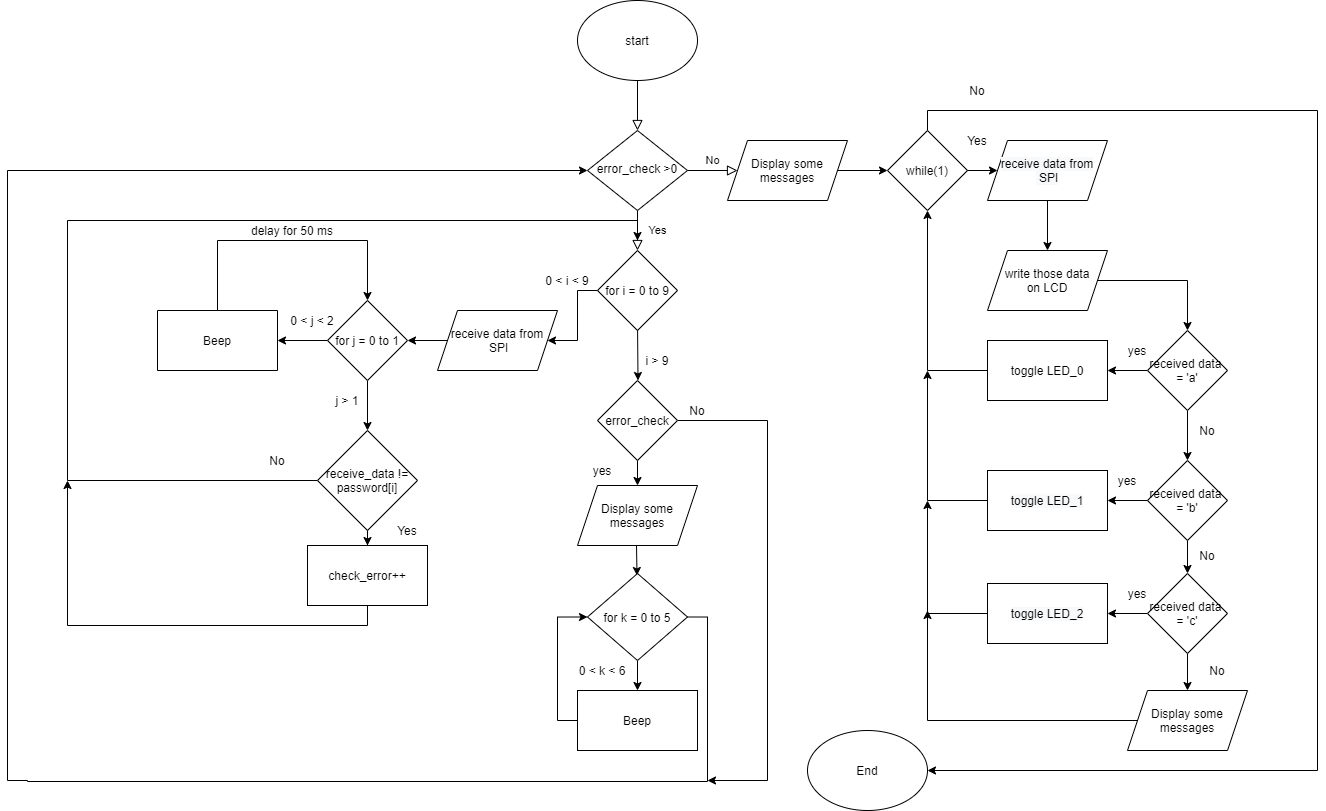 start
No
error_check >0
No
Display some
messages
while(1)
Yes
receive data from
SPI
Yes
delay for 50 ms
0 < i < 9
for i = 0 to 9
write those data
on LCD
Beep
0 < j < 2
for j = 0 to 1
receive data from
SPI
i > 9
toggle LED_0
yes
received data
= 'a'
j > 1
error_check
No
No
No
receive_data !=
password[i]
yes
toggle LED_1
yes
received data
= 'b'
Yes
Display some
messages
No
check_error++
for k = 0 to 5
toggle LED_2
yes
received data
= 'c'
0 < k < 6
No
Beep
Display some
messages
End